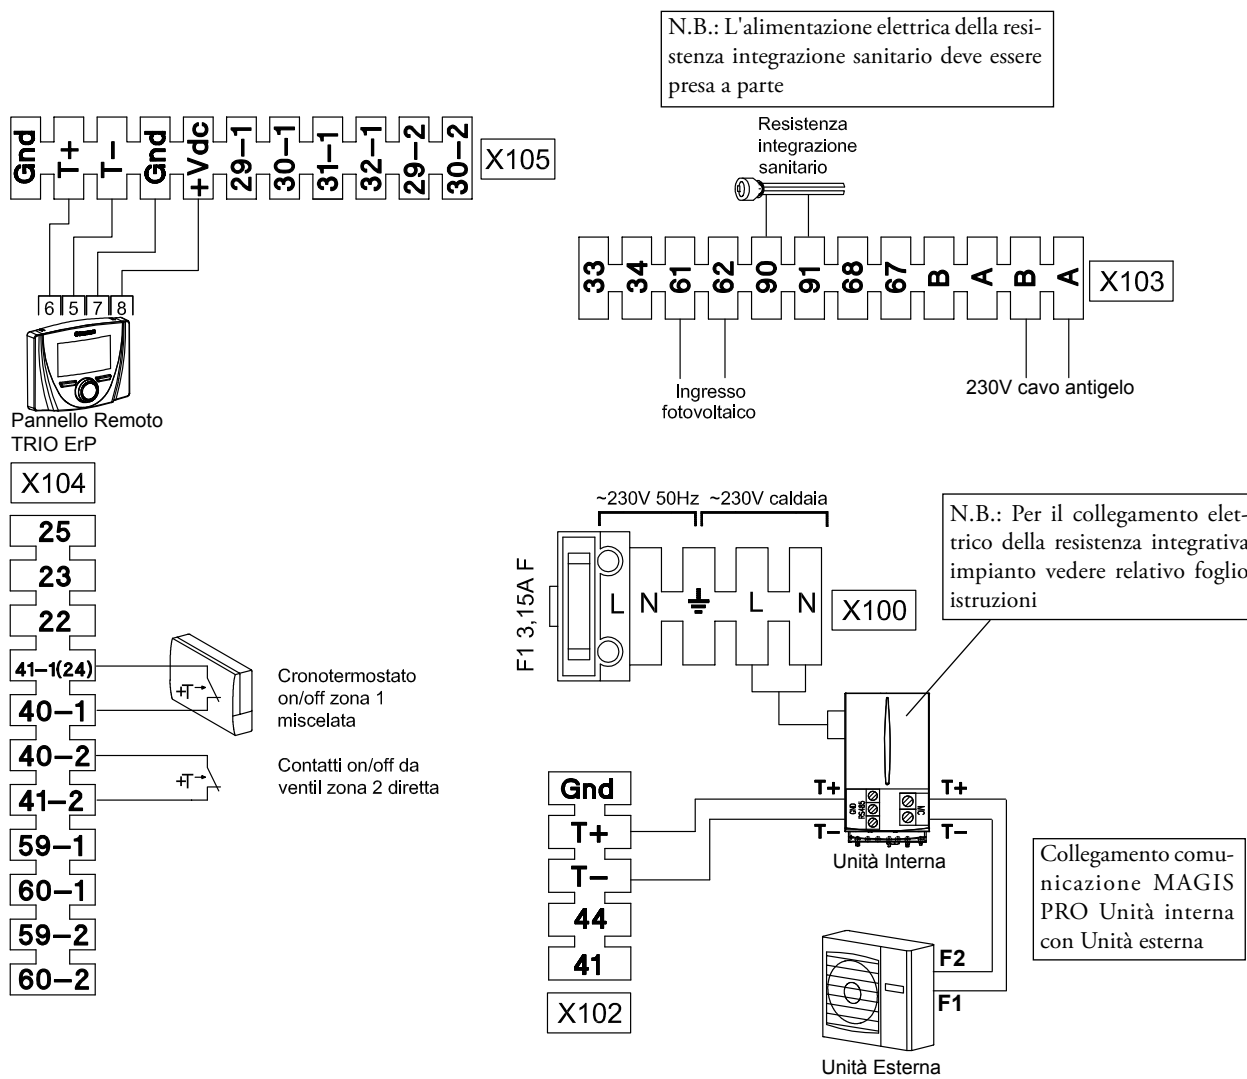 N.B.: L'alimentazione elettrica della resi-
stenza integrazione sanitario deve essere
presa a parte
Gnd T+ T- Gnd +Vdc 29-1 30-1 31-1 32-1 29-2 30-2
X105
6 5 7 8
Pannello Remoto
TRIO ErP
Resistenza
integrazione
sanitario
33 34 61 62 90 91 68 67 B A B A
X103
Ingresso
fotovoltaico
230V cavo antigelo
X104
25
23
22
41-1(24)
40-1
40-2
41-2
59-1
60-1
59-2
60-2
+T
Cronotermostato
on/off zona 1
miscelata
+T
Contatti on/off da
ventil zona 2 diretta
~230V 50Hz ~230V caldaia
F1 3,15A F
L N L N
X100
N.B.: Per il collegamento elet-
trico della resistenza integrativa
impianto vedere relativo foglio
istruzioni
Gnd
T+
T-
44
41
X102
T+ T+
GND
RS485
MC
T- T-
Unità Interna
Collegamento comu-
nicazione MAGIS
PRO Unità interna
con Unità esterna
F2
F1
Unità Esterna